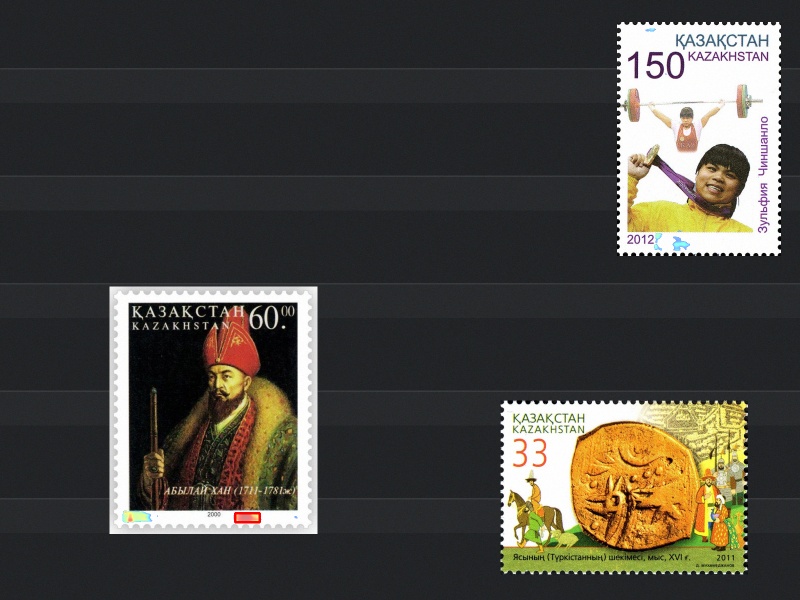 ҚАЗАҚСТАН
150 KAZAKHSTAN
Зульфия Чиншанло
2012
ҚАЗАҚСТАН
KAZAKHSTAN
60.00
АБЫЛАЙ ХАН (1711-1781ж)
2000
ҚАЗАҚСТАН
KAZAKHSTAN
33
Ясының (Түркістанның) шекімесі, мыс, XVI ғ.
2011